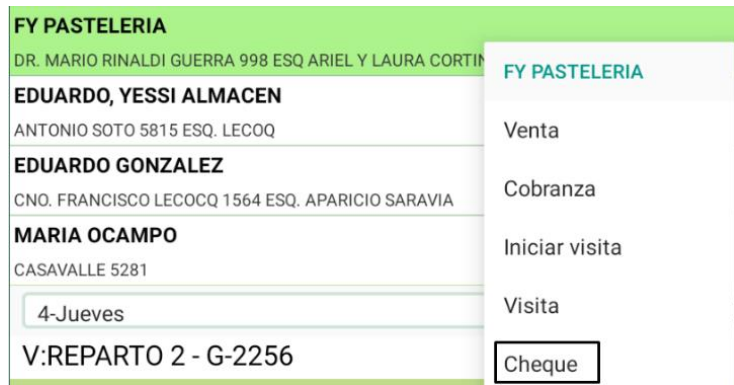 FY PASTELERIA
DR. MARIO RINALDI GUERRA 998 ESQ ARIEL Y LAURA CORTIN
EDUARDO, YESSI ALMACEN
ANTONIO SOTO 5815 ESQ. LECOQ
EDUARDO GONZALEZ
CNO. FRANCISCO LECOCQ 1564 ESQ. APARICIO SARAVIA
MARIA OCAMPO
CASAVALLE 5281
4-Jueves
V:REPARTO 2 - G-2256
FY PASTELERIA
Venta
Cobranza
Iniciar visita
Visita
Cheque